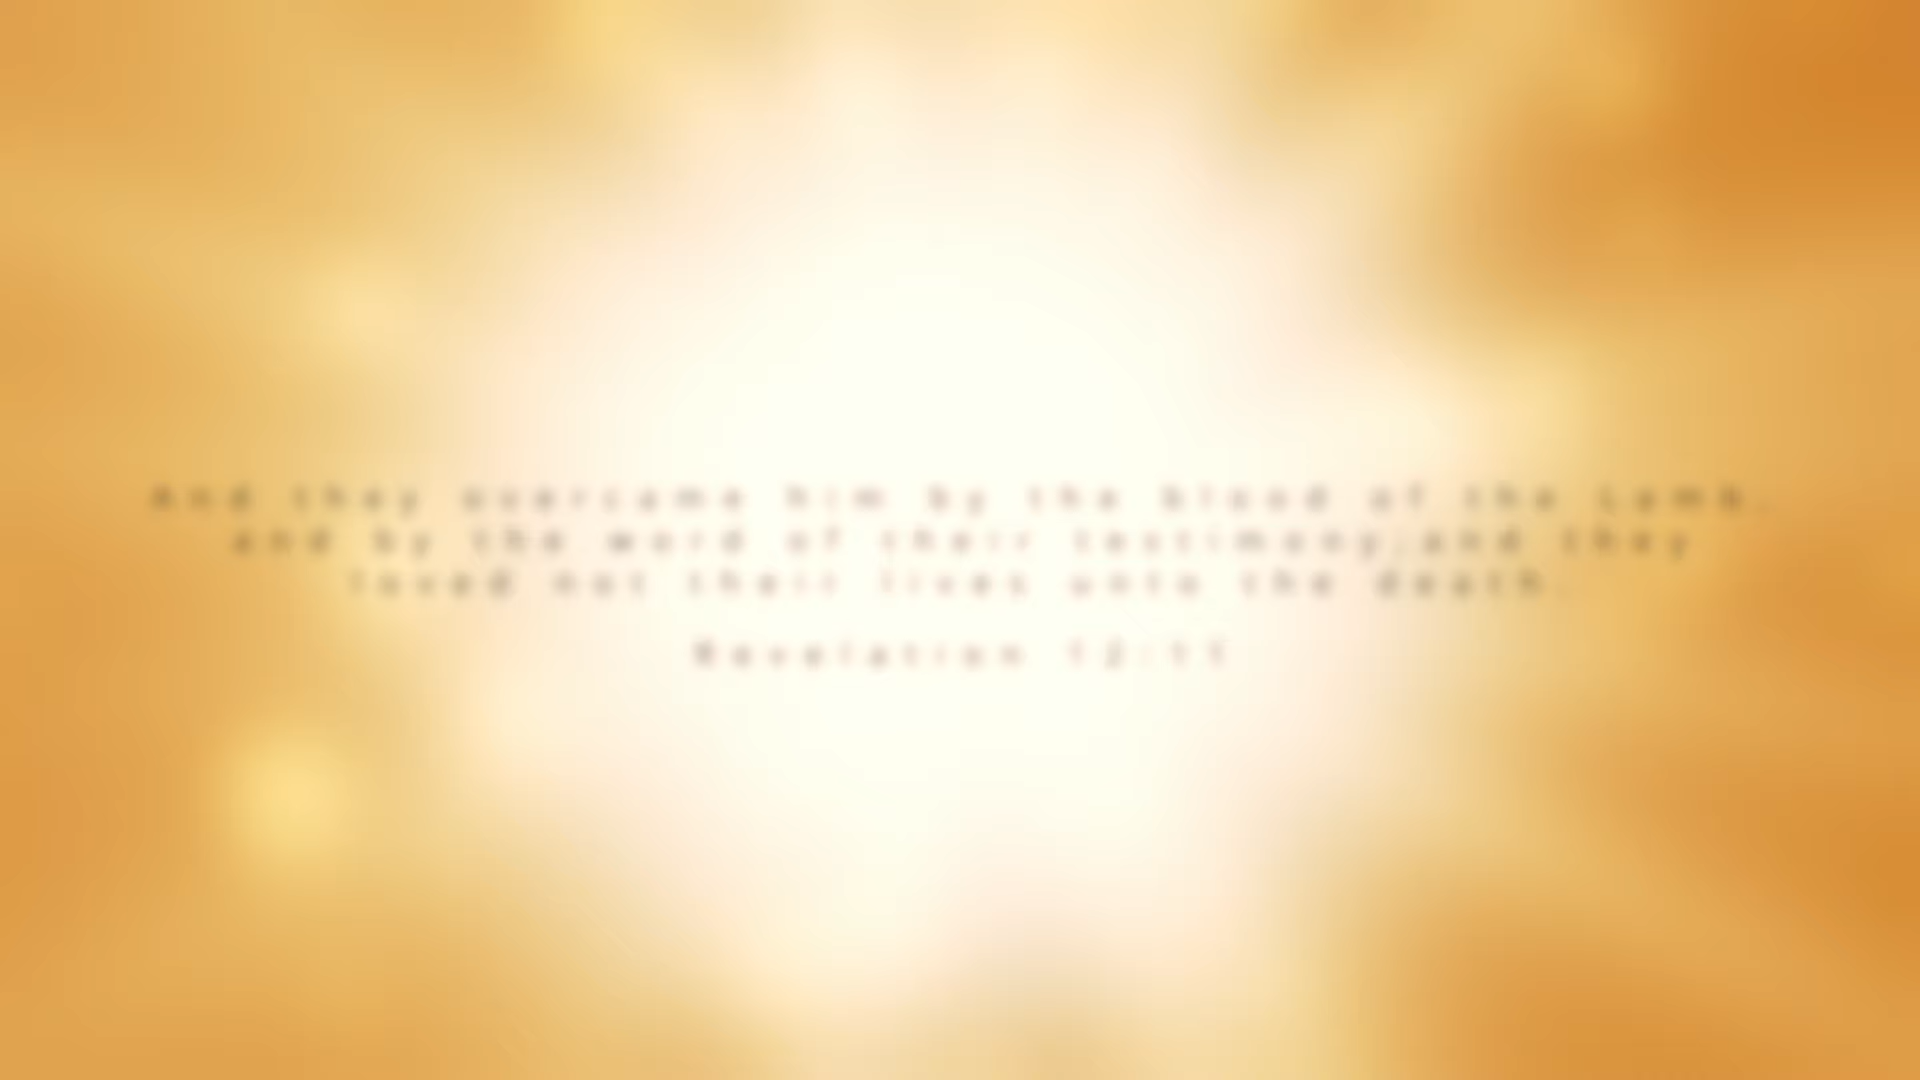 And they overcame him by the blood of the Lamb,
and by the word of their testimony;and they
loved not their lives unto the death.
Revelation 12:11